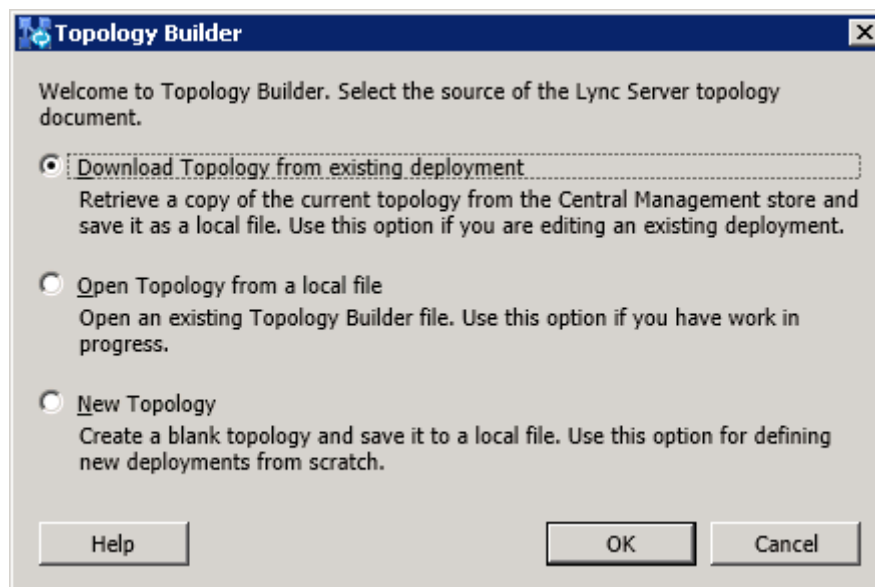 Topology Builder
Welcome to Topology Builder. Select the source of the Lync Server topology
document.
Download Topology from existing deployment
Retrieve a copy of the current topology from the Central Management store and
save it as a local file. Use this option if you are editing an existing deployment.
Open Topology from a local file
Open an existing Topology Builder file. Use this option if you have work in
progress.
New Topology
Create a blank topology and save it to a local file. Use this option for defining
new deployments from scratch.
Help OK Cancel